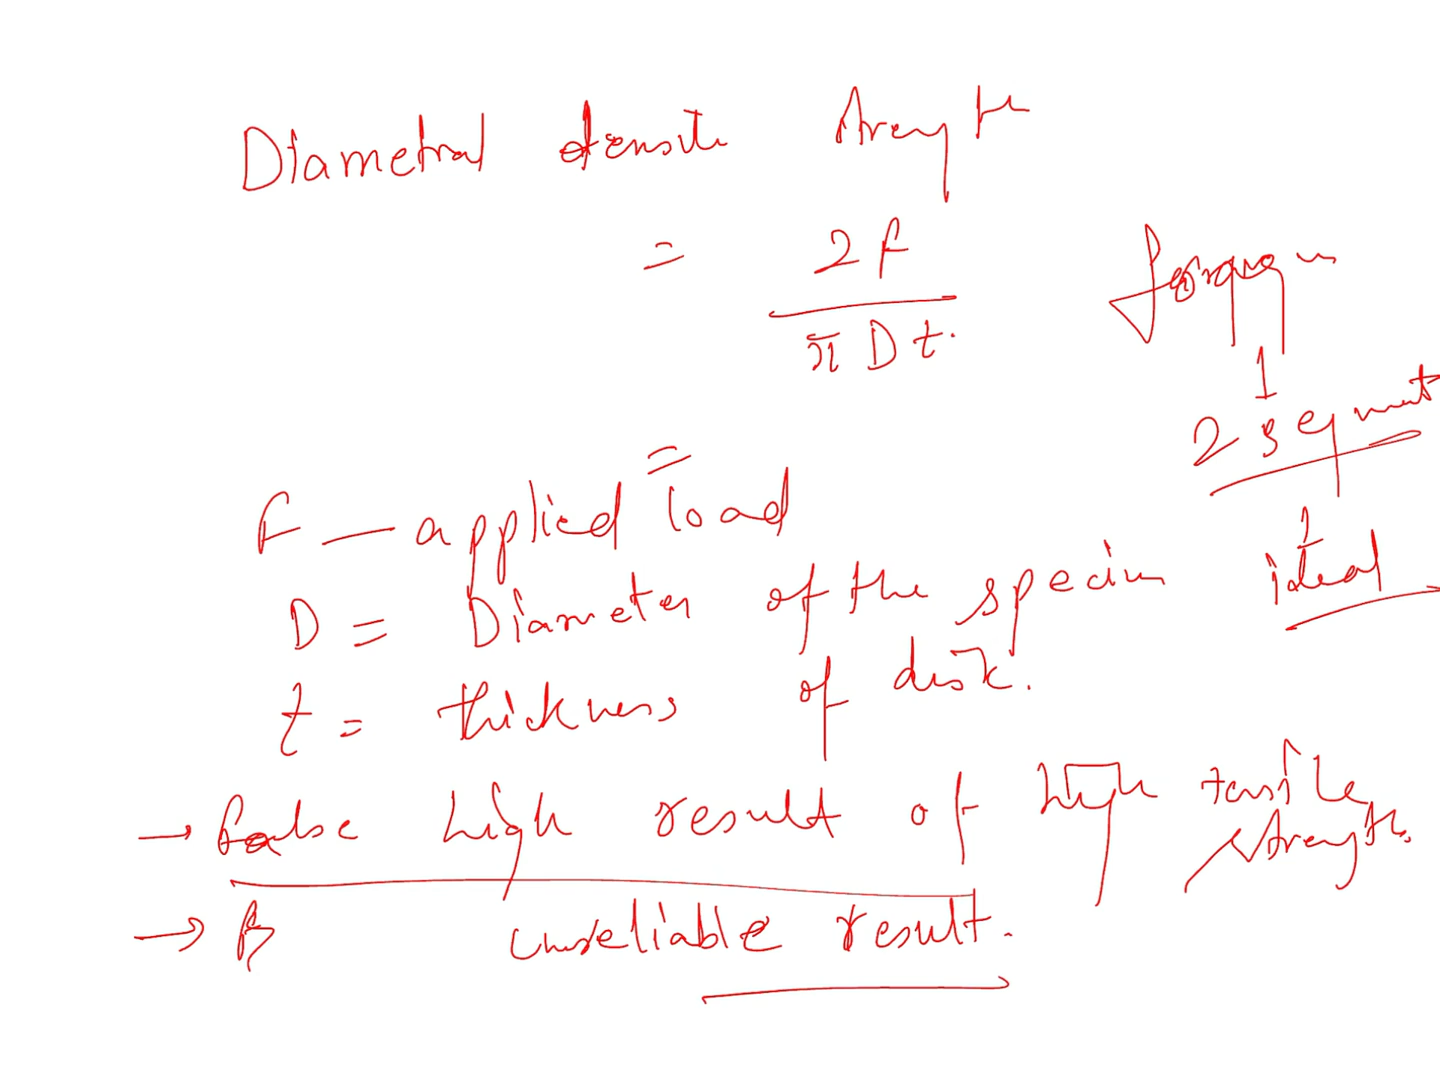 Diametral tensile strength
= 2F
π D t.
2 segment
ideal
=
F — applied load
D = Diameter of the specim
t = thickness of disk.
→ false high result of high tensile strength.
→ unreliable result.